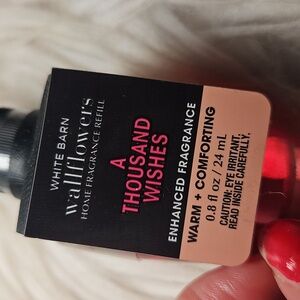 WHITE BARN
wallflowers
HOME FRAGRANCE REFILL
A
THOUSAND
WISHES
ENHANCED FRAGRANCE
WARM + COMFORTING
0.8 fl oz / 24 mL
CAUTION: EYE IRRITANT.
READ INSIDE CAREFULLY.